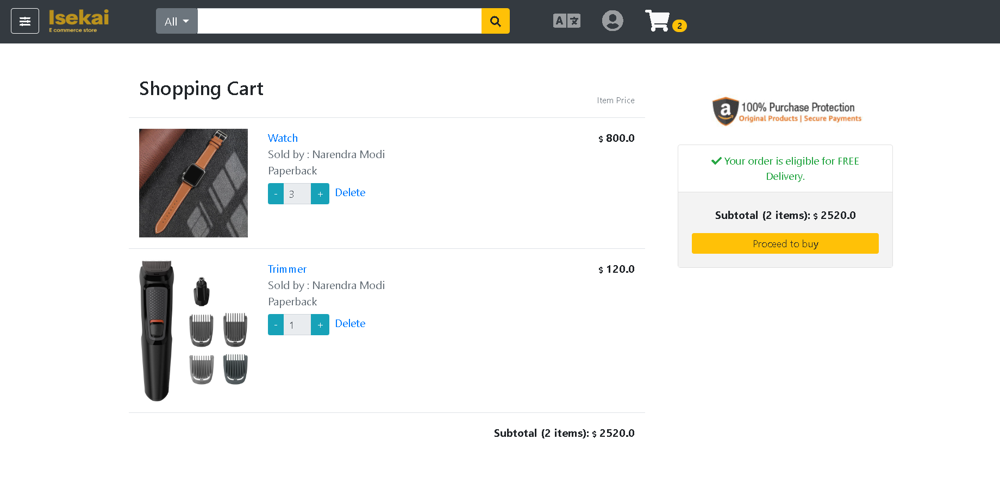 Isekai
E commerce store
All
2
Shopping Cart
Item Price
Watch
$ 800.0
Sold by : Narendra Modi
Paperback
- 3 + Delete
Trimmer
$ 120.0
Sold by : Narendra Modi
Paperback
- 1 + Delete
Subtotal (2 items): $ 2520.0
a 100% Purchase Protection
Original Products | Secure Payments
Your order is eligible for FREE
Delivery.
Subtotal (2 items): $ 2520.0
Proceed to buy